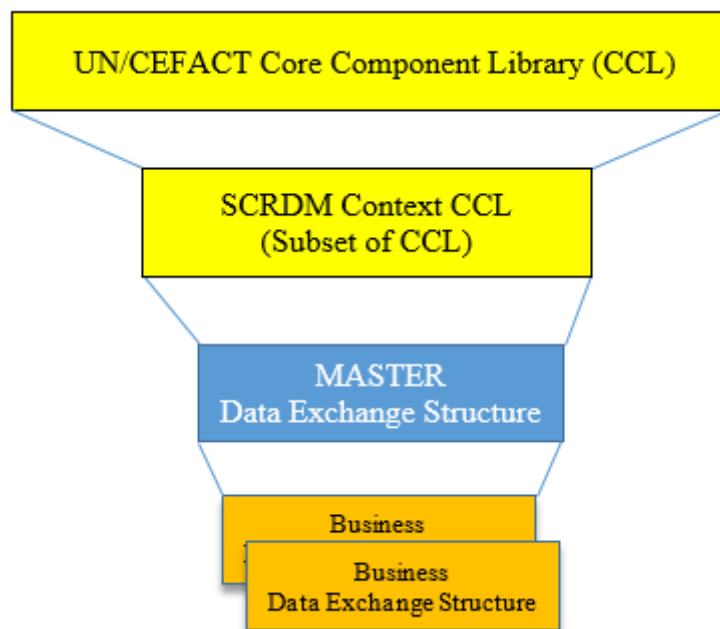 UN/CEFACT Core Component Library (CCL)
SCRDM Context CCL
(Subset of CCL)
MASTER
Data Exchange Structure
Business
Business
Data Exchange Structure